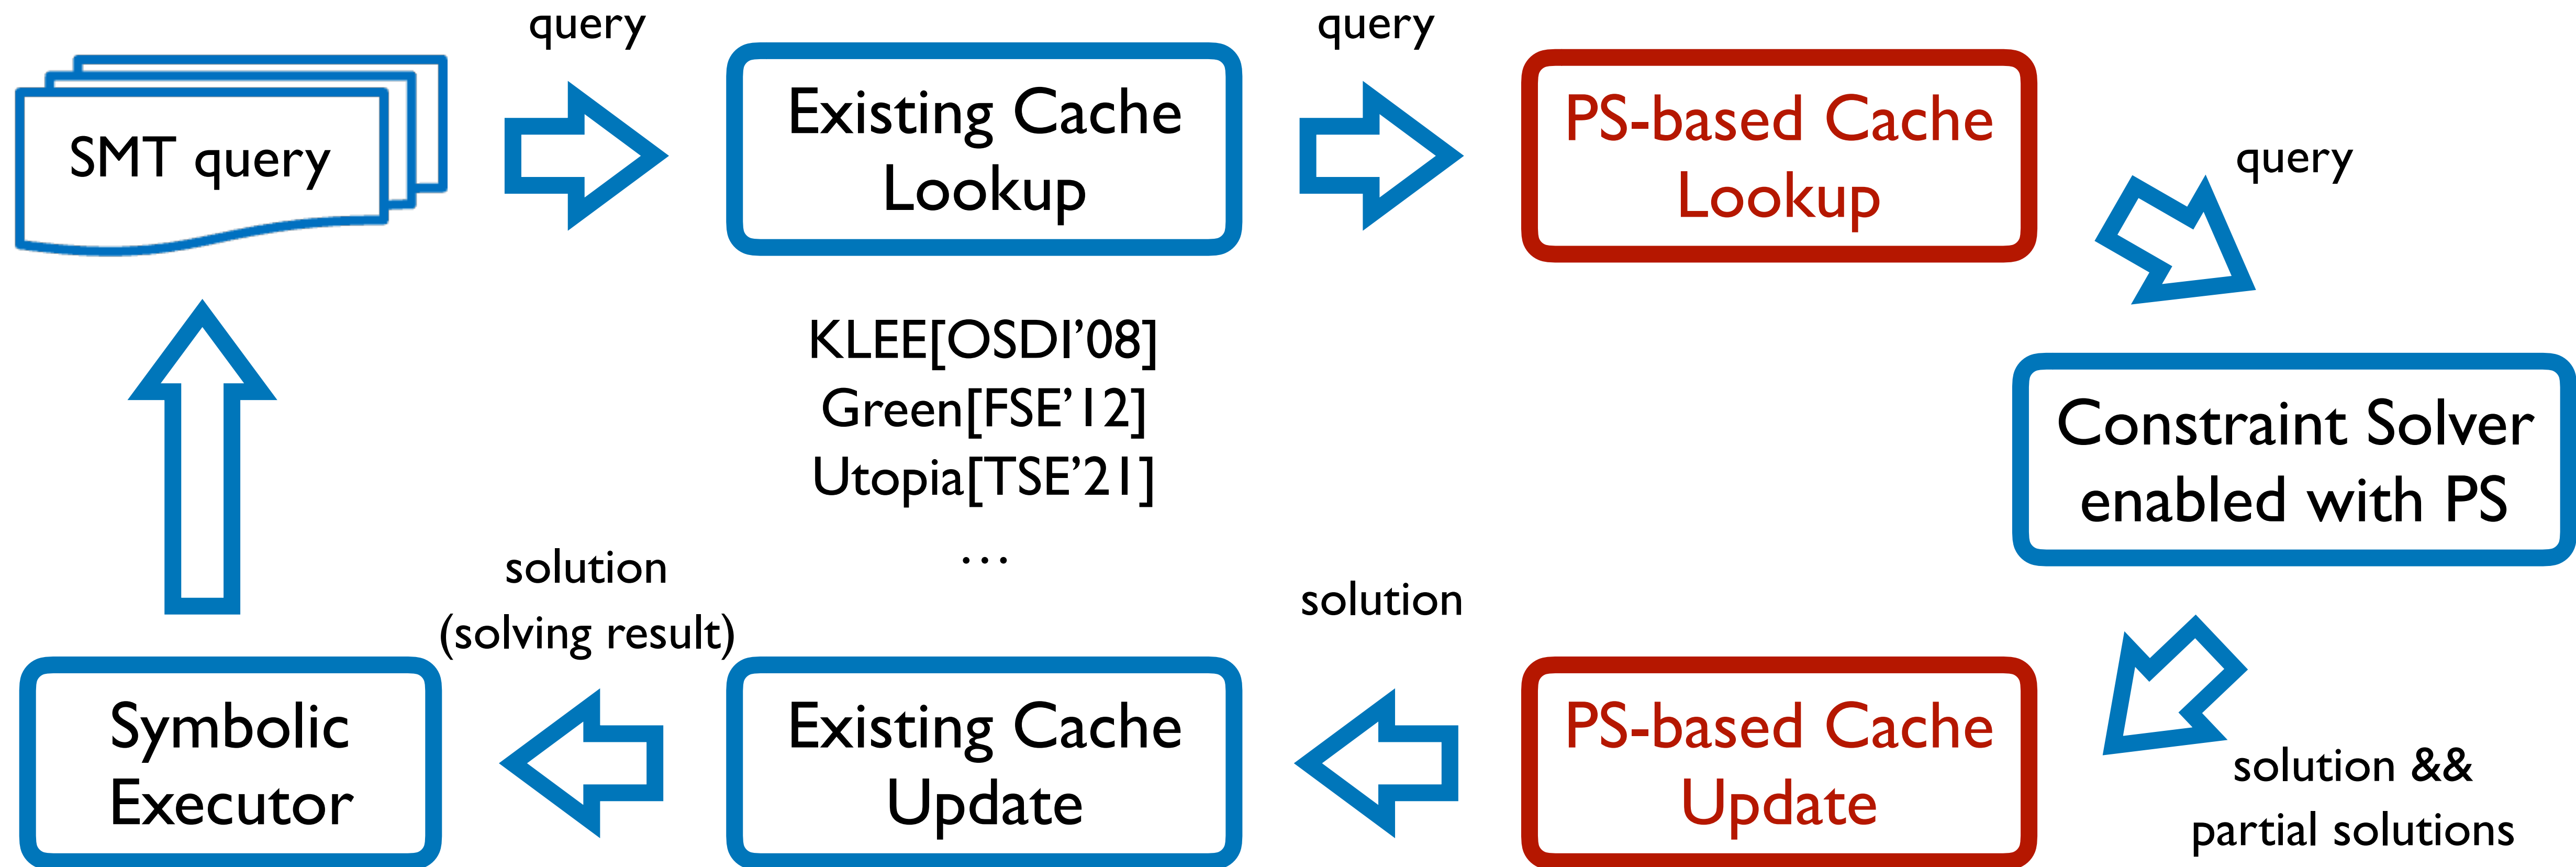 query
query
SMT query
Existing Cache
Lookup
PS-based Cache
Lookup
query
KLEE[OSDI’08]
Green[FSE’12]
Utopia[TSE’21]
…
Constraint Solver
enabled with PS
solution
(solving result)
solution
Symbolic
Executor
Existing Cache
Update
PS-based Cache
Update
solution &&
partial solutions